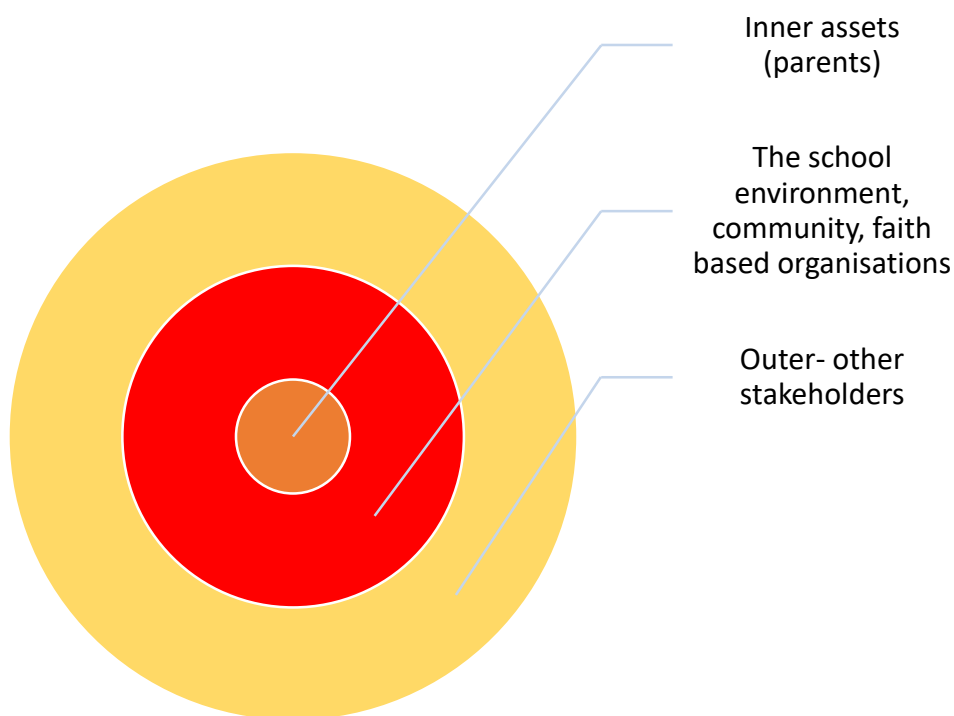 Inner assets
(parents)
The school
environment,
community, faith
based organisations
Outer- other
stakeholders